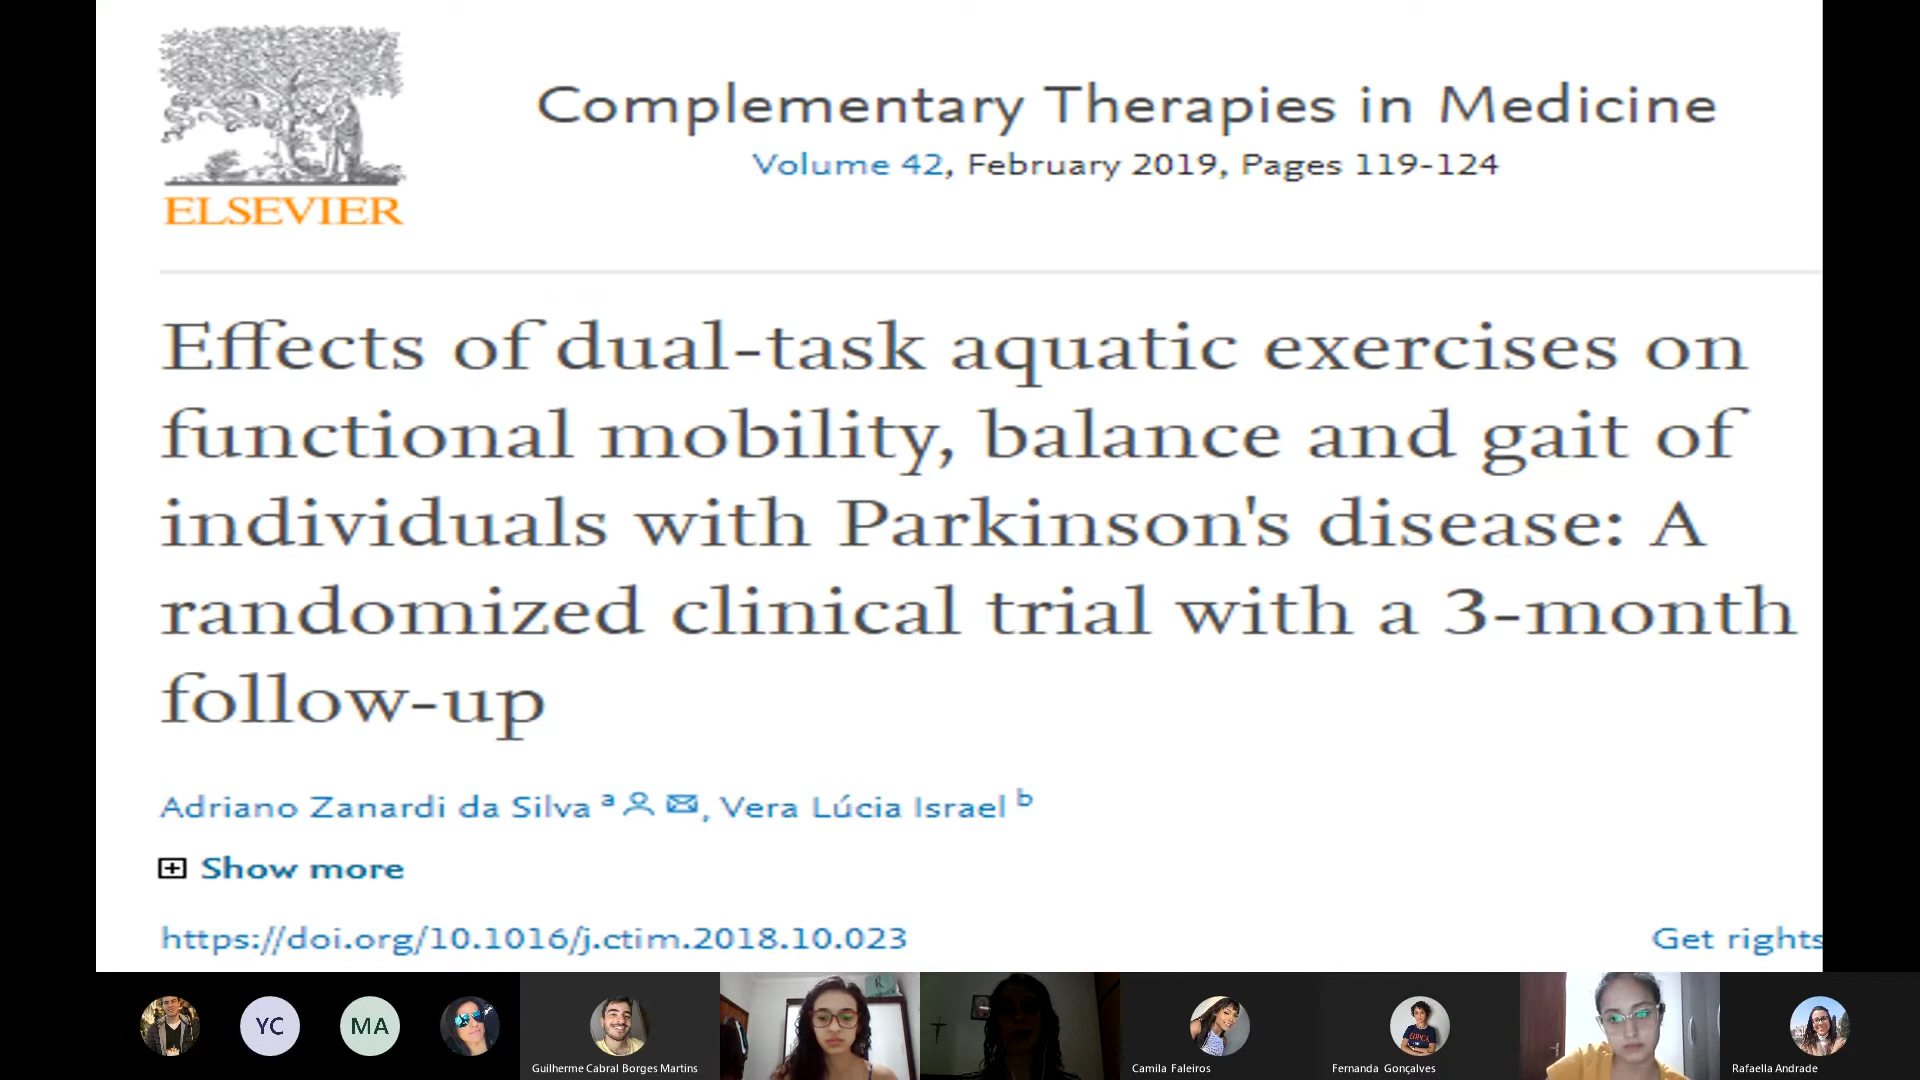 Complementary Therapies in Medicine
Volume 42, February 2019, Pages 119-124
ELSEVIER
Effects of dual-task aquatic exercises on
functional mobility, balance and gait of
individuals with Parkinson's disease: A
randomized clinical trial with a 3-month
follow-up
Adriano Zanardi da Silva a, Vera Lúcia Israel b
Show more
https://doi.org/10.1016/j.ctim.2018.10.023
Get rights
YC
MA
Guilherme Cabral Borges Martins
Camila Faleiros
Fernanda Gonçalves
Rafaella Andrade